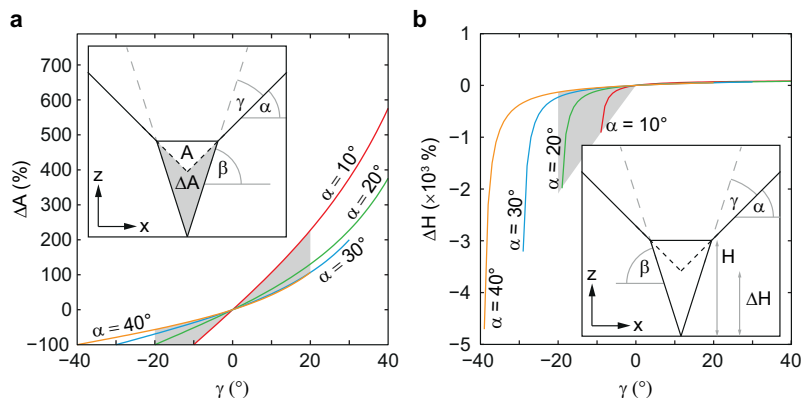 a
700
600
500
400
300
200
100
0
−100
ΔA (%)
−40
−20
0
20
40
γ (°)
α = 10°
α = 20°
α = 30°
α = 40°
A
ΔA
γ
α
β
z
x
b
1
0
−1
−2
−3
−4
−5
ΔH (×10³ %)
−40
−20
0
20
40
γ (°)
α = 10°
α = 20°
α = 30°
α = 40°
γ
α
β
H
ΔH
z
x